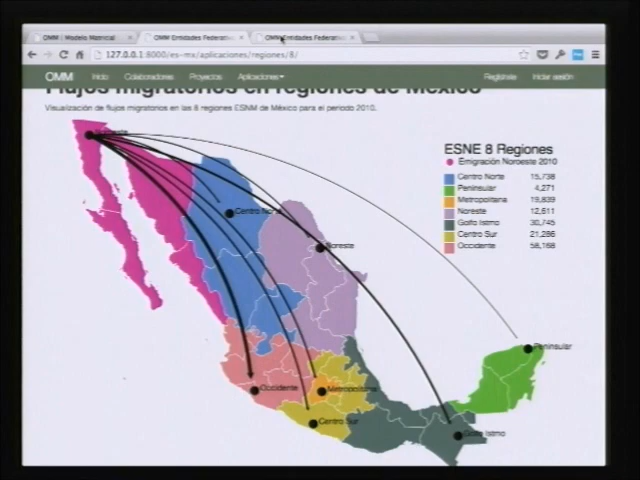 OMM | Modelo Matricial
OMM Entidades Federativ
OMM Entidades Federativ
127.0.0.1:8000/es-mx/aplicaciones/regiones/8/
OMM Inicio Colaboradores Proyectos Aplicaciones Regístrate Iniciar sesión
Flujos migratorios en regiones de México
Visualización de flujos migratorios en las 8 regiones ESNM de México para el período 2010.
ESNE 8 Regiones
Emigración Noroeste 2010
Centro Norte 15,738
Peninsular 4,271
Metropolitana 19,839
Noreste 12,611
Golfo Istmo 30,745
Centro Sur 21,286
Occidente 58,168
Noroeste
Centro Norte
Noreste
Peninsular
Occidente
Metropolitana
Centro Sur
Golfo Istmo